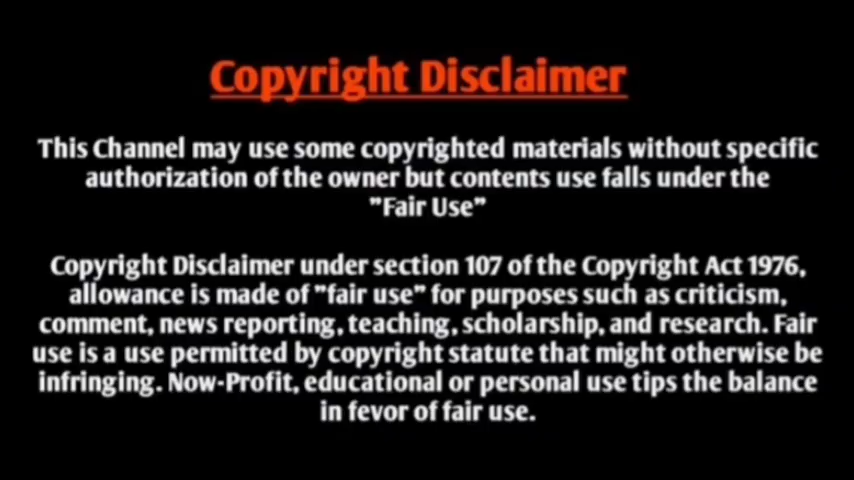 Copyright Disclaimer
This Channel may use some copyrighted materials without specific
authorization of the owner but contents use falls under the
"Fair Use"
Copyright Disclaimer under section 107 of the Copyright Act 1976,
allowance is made of "fair use" for purposes such as criticism,
comment, news reporting, teaching, scholarship, and research. Fair
use is a use permitted by copyright statute that might otherwise be
infringing. Now-Profit, educational or personal use tips the balance
in fevor of fair use.